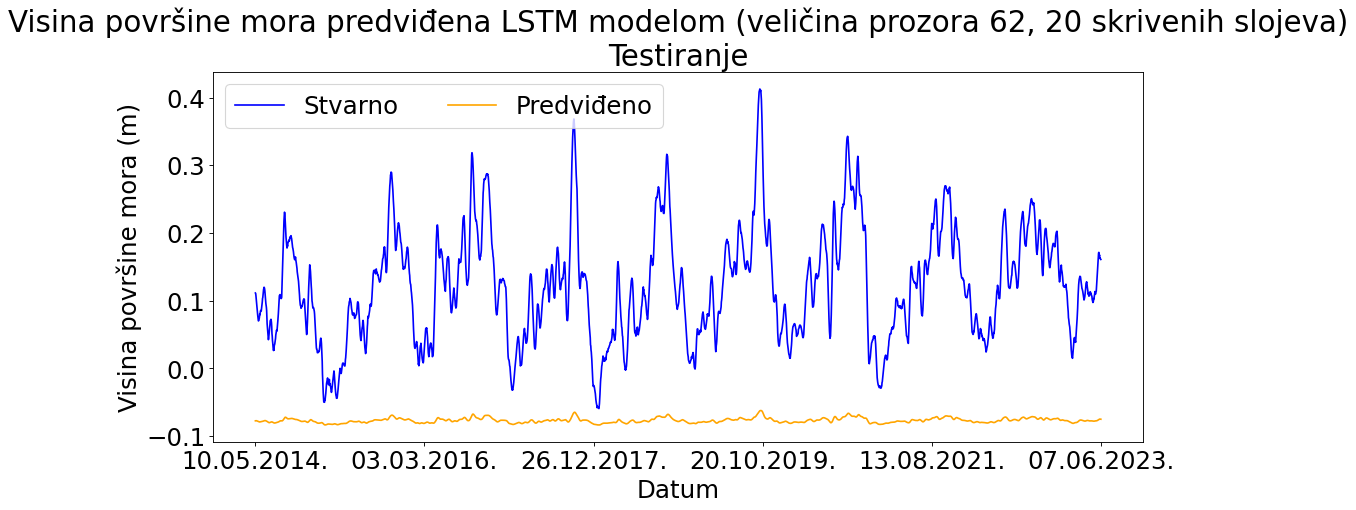 Visina površine mora predviđena LSTM modelom (veličina prozora 62, 20 skrivenih slojeva)
Testiranje
Stvarno Predviđeno
Visina površine mora (m)
0.4
0.3
0.2
0.1
0.0
−0.1
10.05.2014. 03.03.2016. 26.12.2017. 20.10.2019. 13.08.2021. 07.06.2023.
Datum